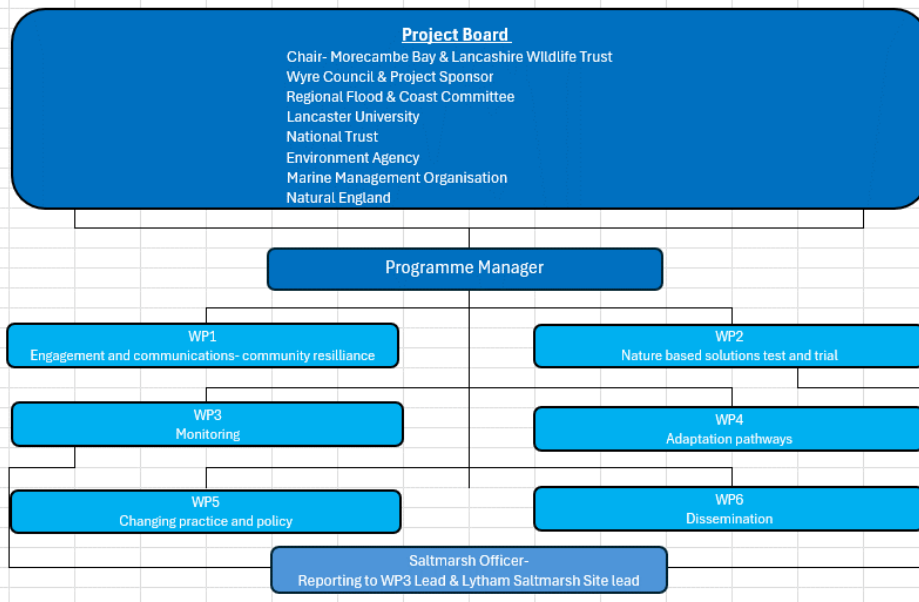 Project Board
Chair- Morecambe Bay & Lancashire WIldlife Trust
Wyre Council & Project Sponsor
Regional Flood & Coast Committee
Lancaster University
National Trust
Environment Agency
Marine Management Organisation
Natural England
Programme Manager
WP1
Engagement and communications- community resilliance
WP2
Nature based solutions test and trial
WP3
Monitoring
WP4
Adaptation pathways
WP5
Changing practice and policy
WP6
Dissemination
Saltmarsh Officer-
Reporting to WP3 Lead & Lytham Saltmarsh Site lead